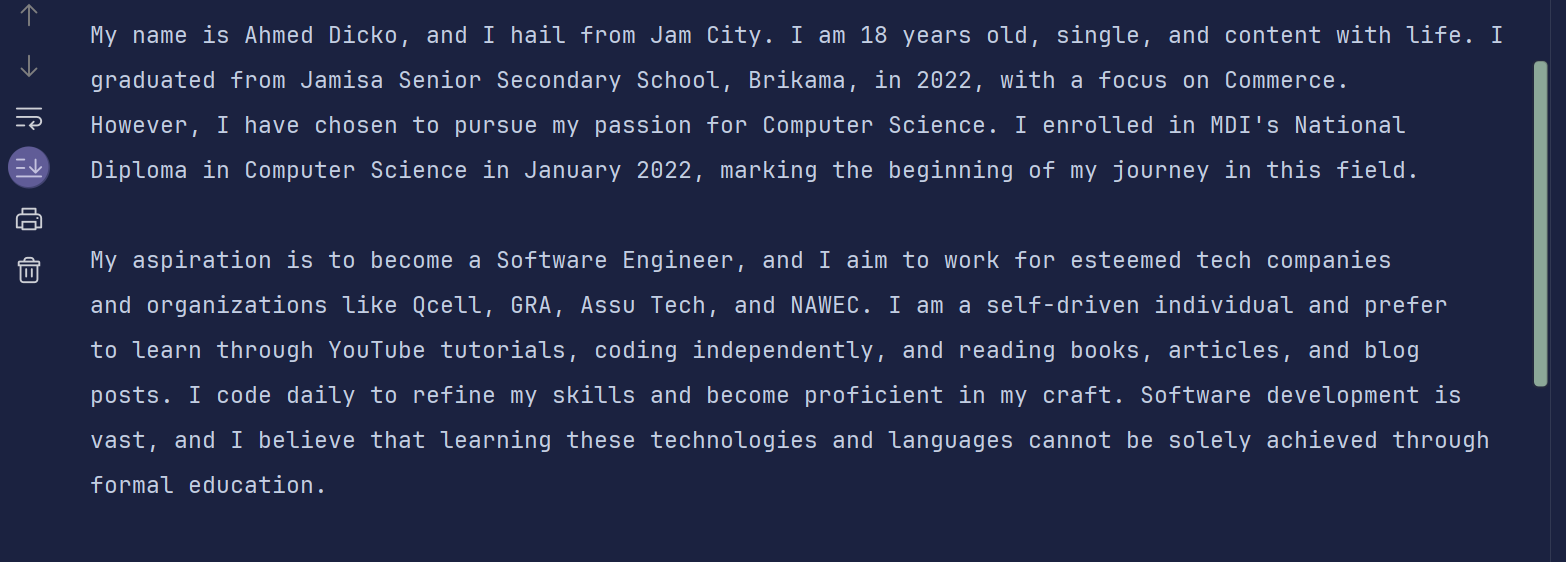 My name is Ahmed Dicko, and I hail from Jam City. I am 18 years old, single, and content with life. I
graduated from Jamisa Senior Secondary School, Brikama, in 2022, with a focus on Commerce.
However, I have chosen to pursue my passion for Computer Science. I enrolled in MDI's National
Diploma in Computer Science in January 2022, marking the beginning of my journey in this field.
My aspiration is to become a Software Engineer, and I aim to work for esteemed tech companies
and organizations like Qcell, GRA, Assu Tech, and NAWEC. I am a self-driven individual and prefer
to learn through YouTube tutorials, coding independently, and reading books, articles, and blog
posts. I code daily to refine my skills and become proficient in my craft. Software development is
vast, and I believe that learning these technologies and languages cannot be solely achieved through
formal education.